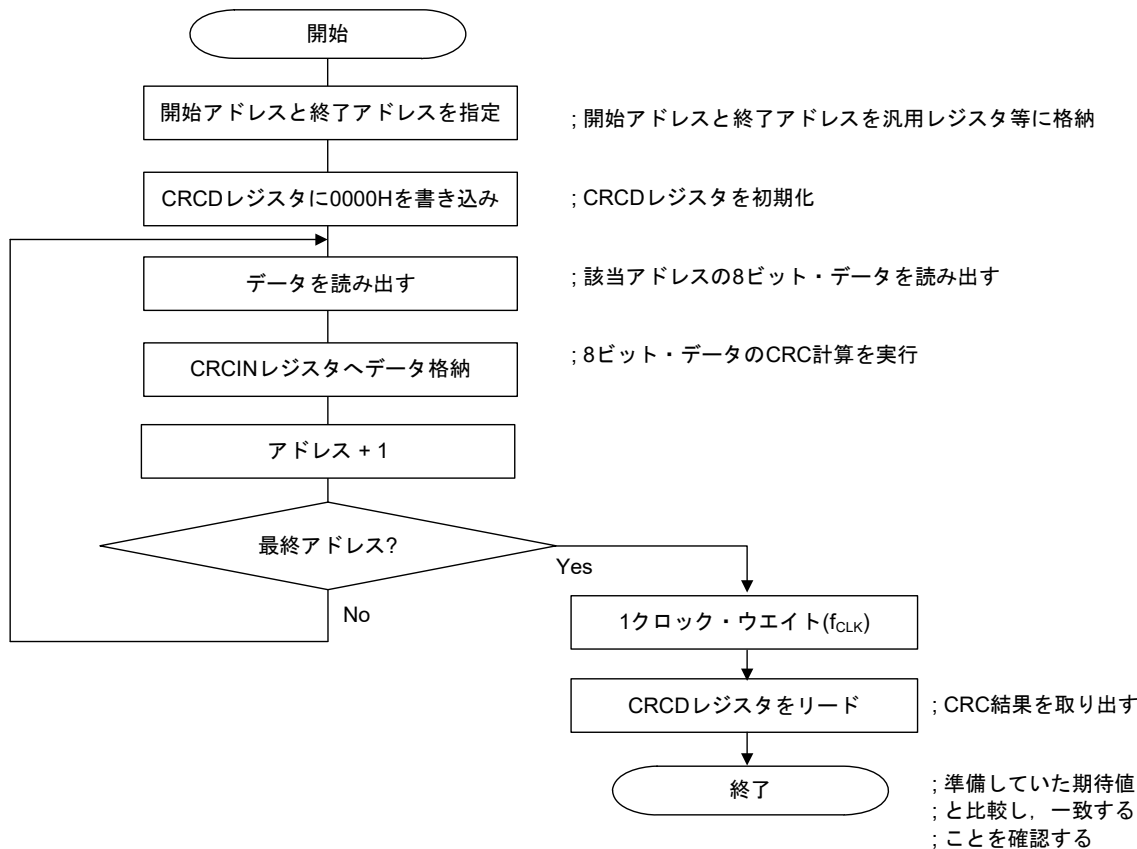 開始
開始アドレスと終了アドレスを指定
; 開始アドレスと終了アドレスを汎用レジスタ等に格納
CRCDレジスタに0000Hを書き込み
; CRCDレジスタを初期化
データを読み出す
; 該当アドレスの8ビット・データを読み出す
CRCINレジスタへデータ格納
; 8ビット・データのCRC計算を実行
アドレス + 1
最終アドレス?
Yes
No
1クロック・ウエイト(fCLK)
CRCDレジスタをリード
; CRC結果を取り出す
終了
; 準備していた期待値
; と比較し，一致する
; ことを確認する